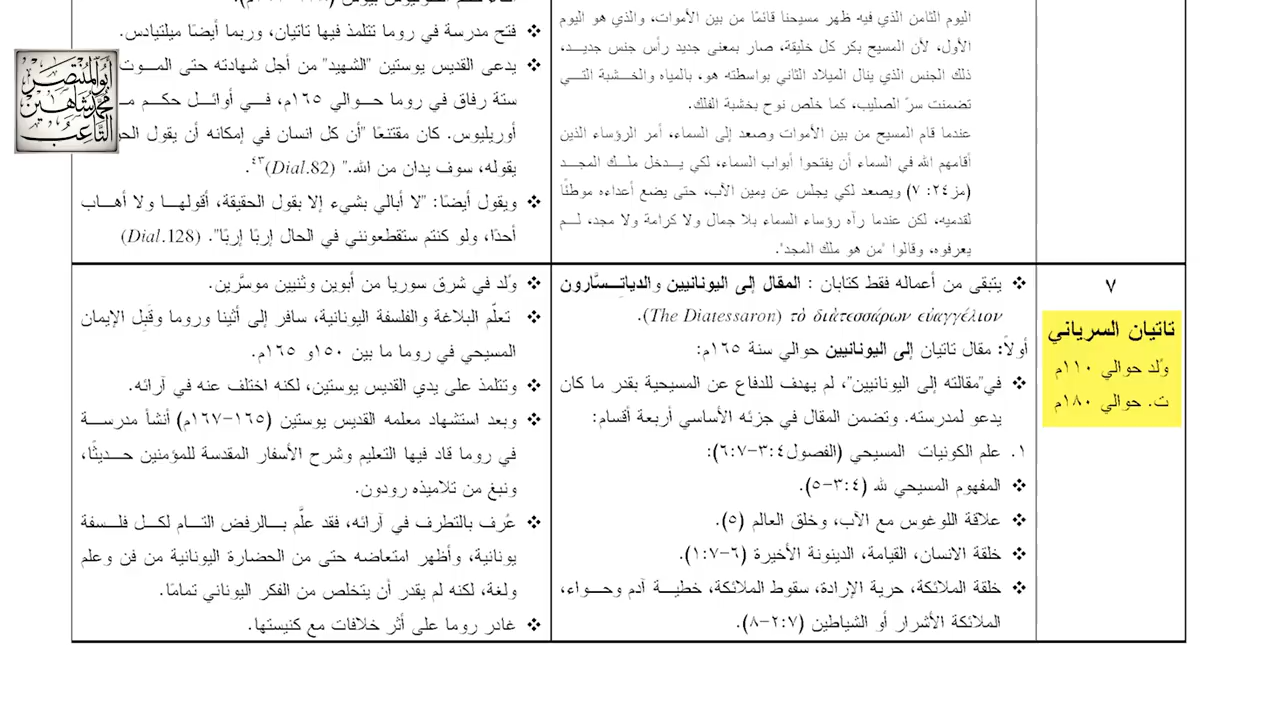 اليوم الثامن الذي فيه ظهر مسيحنا قائمًا من بين الأموات، والذي هو اليوم
الأول، لأن المسيح بكر كل خليقة، صار بمعنى جديد رأس جنس جديد،
ذلك الجنس الذي ينال الميلاد الثاني بواسطته هو، بالمياه والخشبة التي
تضمنت سرّ الصليب، كما خلص نوح بخشبة الفلك.
عندما قام المسيح من بين الأموات وصعد إلى السماء، أمر الرؤساء الذين
أقامهم الله في السماء أن يفتحوا أبواب السماء، لكي يدخل ملك المجد
(مز٢٤: ٧) ويصعد لكي يجلس عن يمين الآب، حتى يضع أعداءه موطئًا
لقدميه، لكن عندما رآه رؤساء السماء بلا جمال ولا كرامة ولا مجد، لم
يعرفوه، وقالوا "من هو ملك المجد".
❖ فتح مدرسة في روما تتلمذ فيها تاتيان، وربما أيضًا ميلتيادس.
❖ يدعى القديس يوستين "الشهيد" من أجل شهادته حتى الموت
ستة رفاق في روما حوالي ١٦٥م، في أوائل حكم
أوريليوس. كان مقتنعًا "أن كل انسان في إمكانه أن يقول
يقوله، سوف يدان من الله." (Dial.82)٤٣.
❖ ويقول أيضًا: "لا أبالي بشيء إلا بقول الحقيقة، أقولها ولا أهاب
أحدًا، ولو كنتم ستقطعونني في الحال إربًا إربًا". (Dial.128)
٧
تاتيان السرياني
وُلد حوالي ١١٠م
ت. حوالي ١٨٠م
❖ يتبقى من أعماله فقط كتابان : المقال إلى اليونانيين والدياتِسَّارون
τὸ διὰτεσσάρων εὐαγγέλιον (The Diatessaron).
أولاً: مقال تاتيان إلى اليونانيين حوالي سنة ١٦٥م:
❖ في"مقالته إلى اليونانيين"، لم يهدف للدفاع عن المسيحية بقدر ما كان
يدعو لمدرسته. وتضمن المقال في جزئه الأساسي أربعة أقسام:
١. علم الكونيات المسيحي (الفصول٣:٤-٦:٧):
❖ المفهوم المسيحي لله (٣:٤-٥).
❖ علاقة اللوغوس مع الآب، وخلق العالم (٥).
❖ خلقة الانسان، القيامة، الدينونة الأخيرة (٦-١:٧).
❖ خلقة الملائكة، حرية الإرادة، سقوط الملائكة، خطية آدم وحواء،
الملائكة الأشرار أو الشياطين (٢:٧-٨).
❖ وُلد في شرق سوريا من أبوين وثنيين موسَّرين.
❖ تعلّم البلاغة والفلسفة اليونانية، سافر إلى أثينا وروما وقَبِل الإيمان
المسيحي في روما ما بين ١٥٠و ١٦٥م.
❖ وتتلمذ على يدي القديس يوستين، لكنه اختلف عنه في آرائه.
❖ وبعد استشهاد معلمه القديس يوستين (١٦٥-١٦٧م) أنشأ مدرسة
في روما قاد فيها التعليم وشرح الأسفار المقدسة للمؤمنين حديثًا،
ونبغ من تلاميذه رودون.
❖ عُرف بالتطرف في آرائه، فقد علَّم بالرفض التام لكل فلسفة
يونانية، وأظهر امتعاضه حتى من الحضارة اليونانية من فن وعلم
ولغة، لكنه لم يقدر أن يتخلص من الفكر اليوناني تمامًا.
❖ غادر روما على أثر خلافات مع كنيستها.
أبو المنتصر
محمد شاهين
التاعب